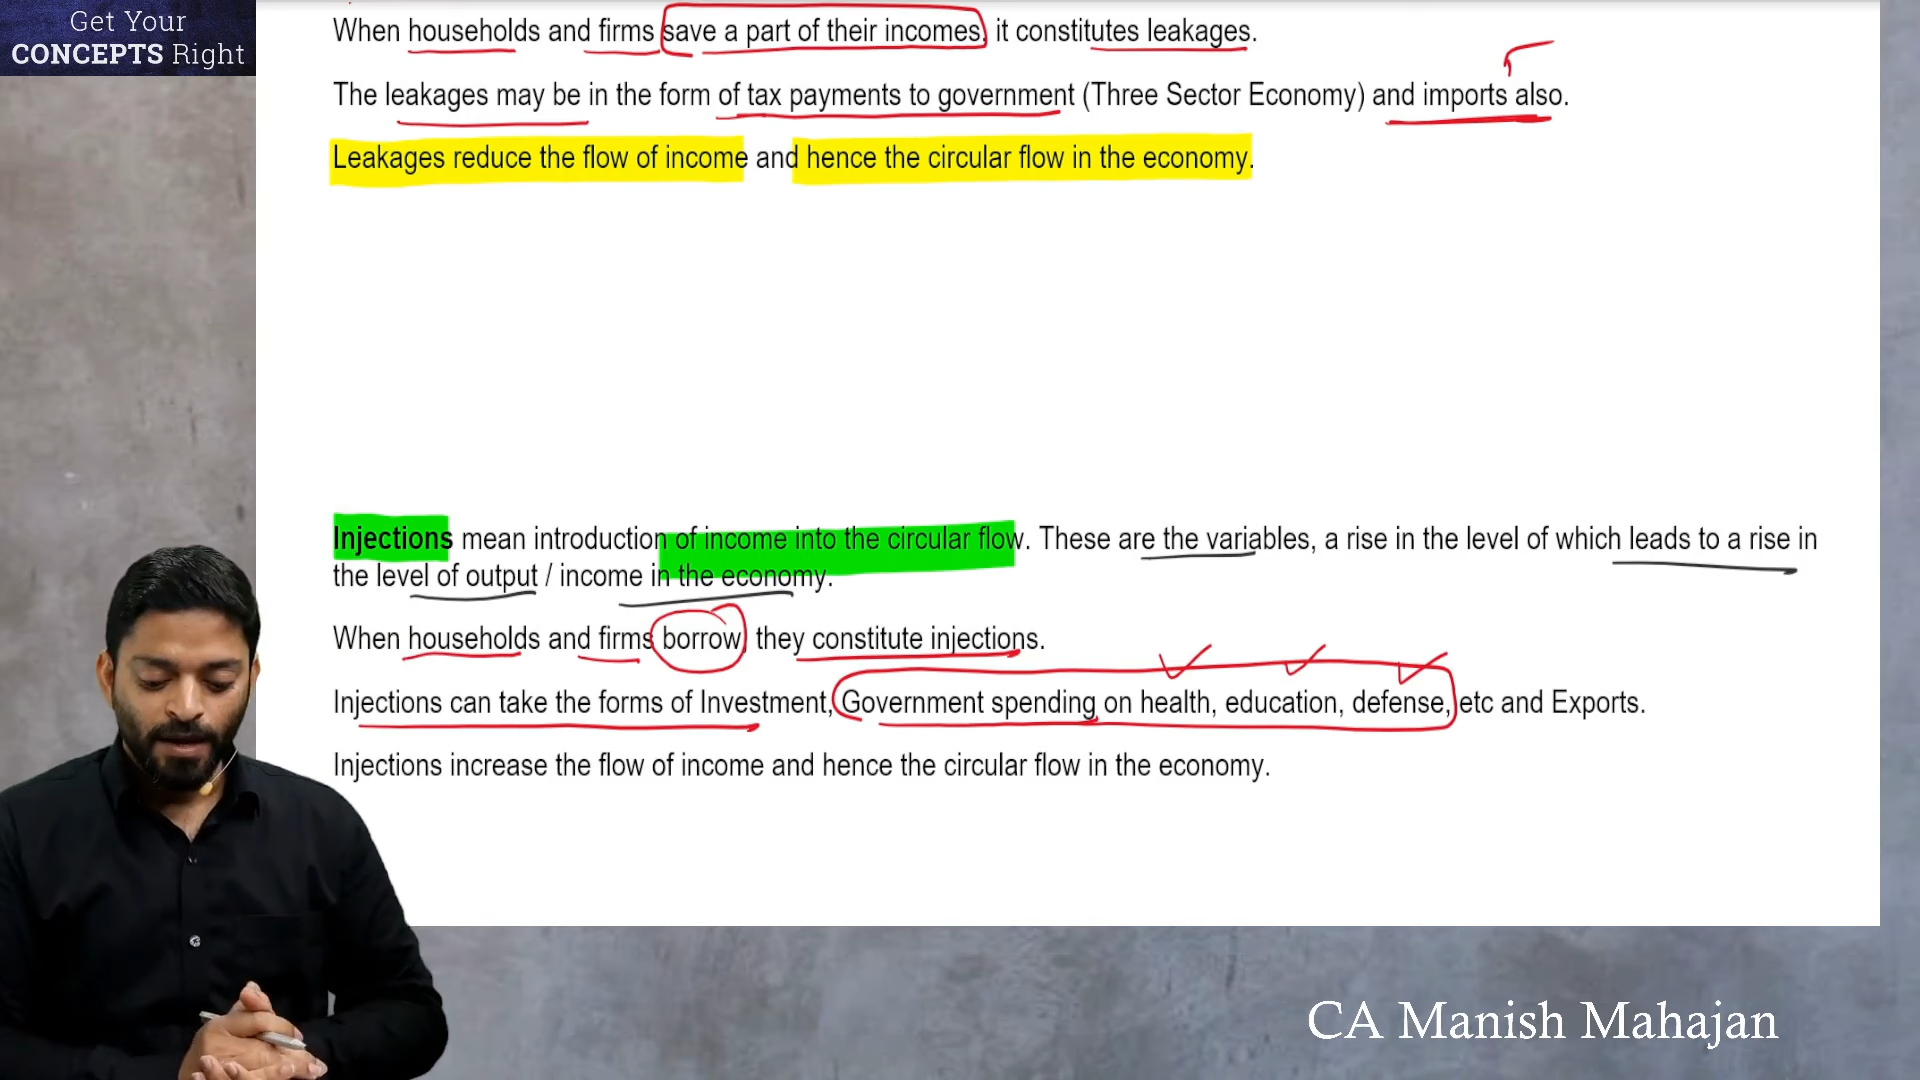 Get Your
CONCEPTS Right
When households and firms save a part of their incomes, it constitutes leakages.
The leakages may be in the form of tax payments to government (Three Sector Economy) and imports also.
Leakages reduce the flow of income and hence the circular flow in the economy.
Injections mean introduction of income into the circular flow. These are the variables, a rise in the level of which leads to a rise in
the level of output / income in the economy.
When households and firms borrow, they constitute injections.
Injections can take the forms of Investment, Government spending on health, education, defense, etc and Exports.
Injections increase the flow of income and hence the circular flow in the economy.
CA Manish Mahajan